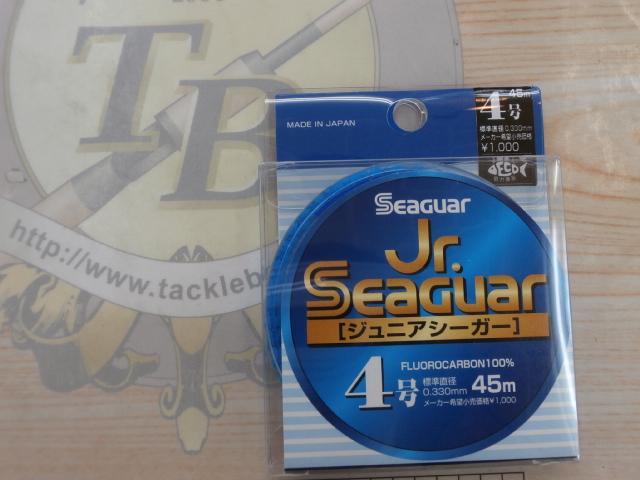 TB
http://www.tackleb
MADE IN JAPAN
4号
45m
標準直径 0.330mm
メーカー希望小売価格
¥1,000
Seaguar
Jr.
Seaguar
[ジュニアシーガー]
FLUOROCARBON100%
4号
標準直径
0.330mm
45m
メーカー希望小売価格¥1,000